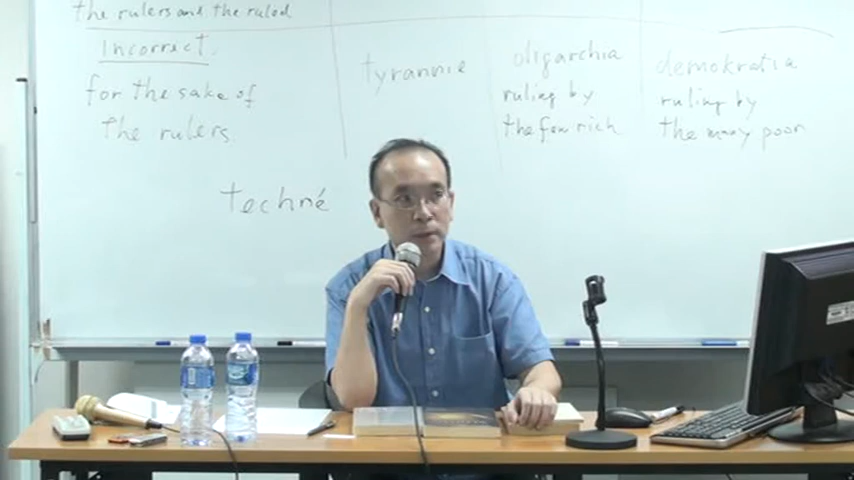 the rulers and the ruled
incorrect.
for the sake of
the rulers.
tyrannie
oligarchia
ruling by
the few rich
demokratia
ruling by
the many poor
techné